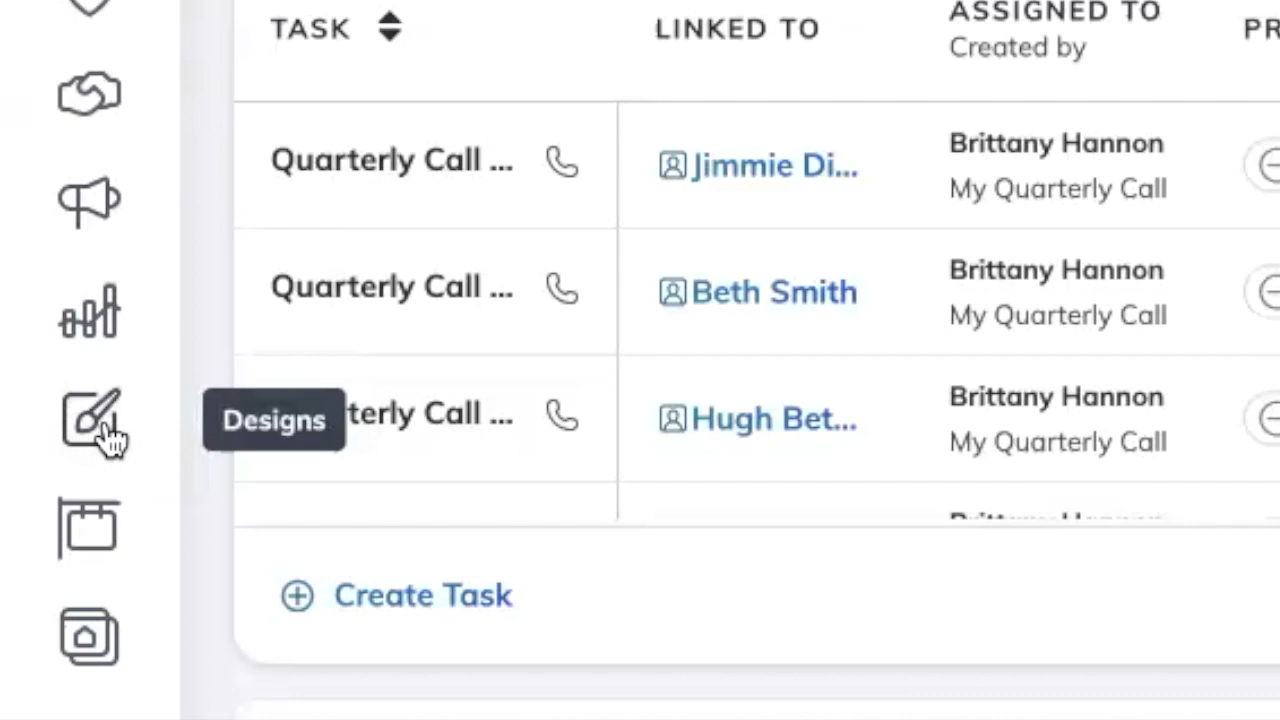 TASK
LINKED TO
ASSIGNED TO
Created by
PR
Quarterly Call ...
Jimmie Di...
Brittany Hannon
My Quarterly Call
Quarterly Call ...
Beth Smith
Brittany Hannon
My Quarterly Call
Designs
terly Call ...
Hugh Bet...
Brittany Hannon
My Quarterly Call
Create Task